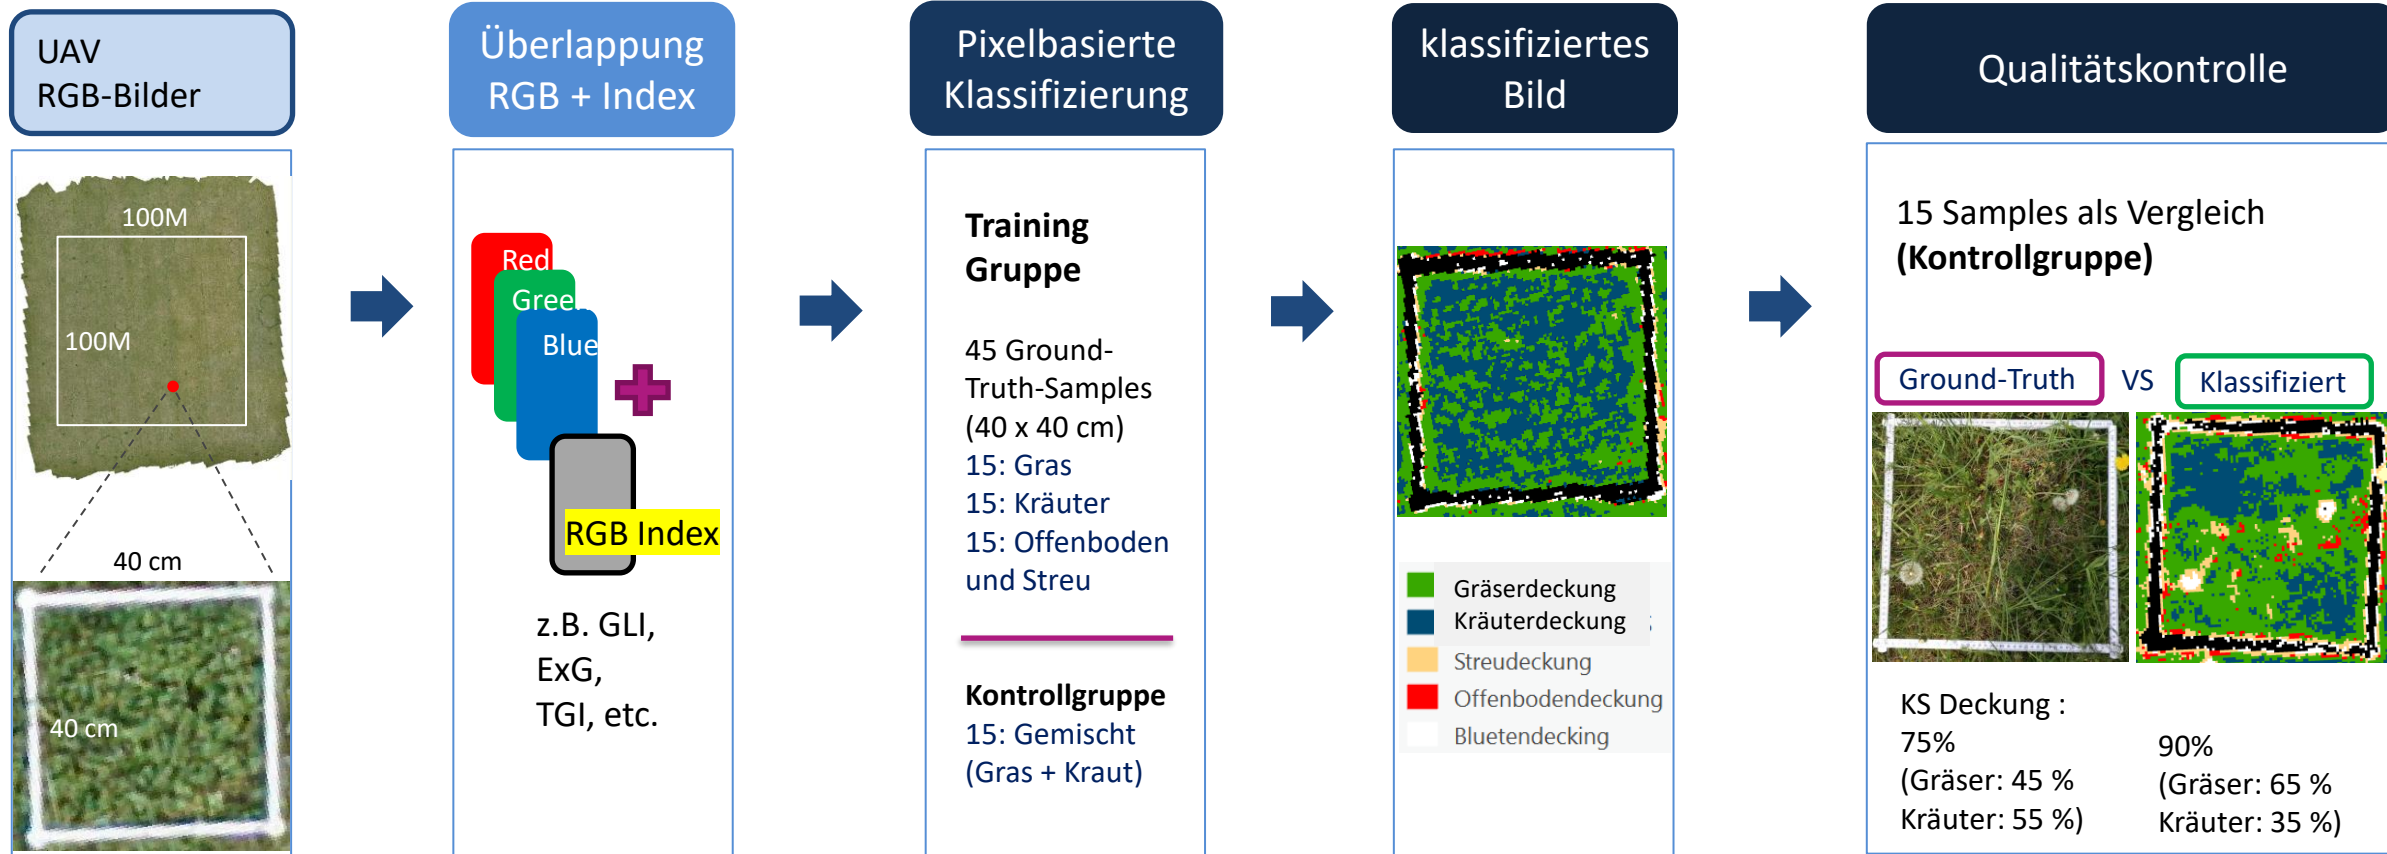 UAV
RGB-Bilder
100M
100M
40 cm
40 cm
Überlappung
RGB + Index
Red
Green
Blue
RGB Index
z.B. GLI,
ExG,
TGI, etc.
Pixelbasierte
Klassifizierung
Training
Gruppe
45 Ground-
Truth-Samples
(40 x 40 cm)
15: Gras
15: Kräuter
15: Offenboden
und Streu
Kontrollgruppe
15: Gemischt
(Gras + Kraut)
klassifiziertes
Bild
Gräserdeckung
Kräuterdeckung
Streudeckung
Offenbodendeckung
Bluetendecking
Qualitätskontrolle
15 Samples als Vergleich
(Kontrollgruppe)
Ground-Truth VS Klassifiziert
KS Deckung :
75%
(Gräser: 45 %
Kräuter: 55 %)
90%
(Gräser: 65 %
Kräuter: 35 %)